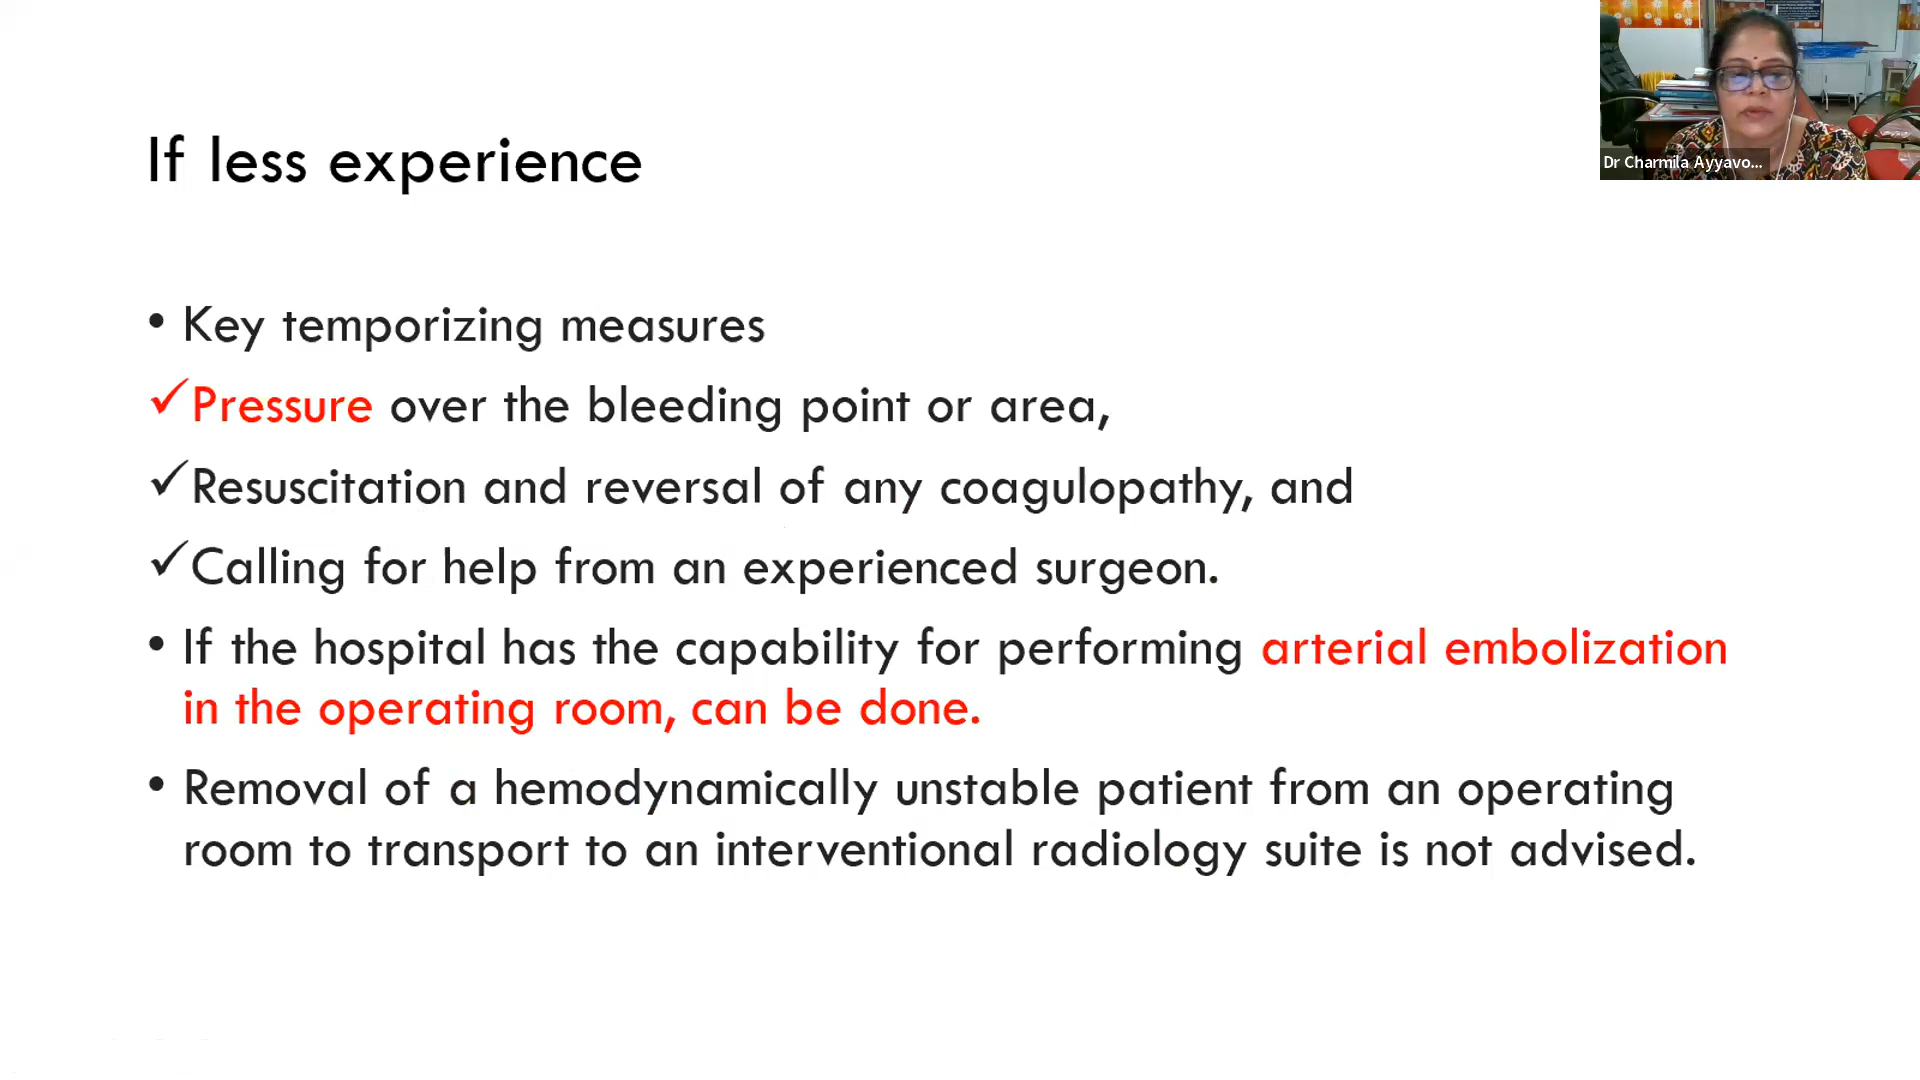 If less experience
• Key temporizing measures
✓Pressure over the bleeding point or area,
✓Resuscitation and reversal of any coagulopathy, and
✓Calling for help from an experienced surgeon.
• If the hospital has the capability for performing arterial embolization
in the operating room, can be done.
• Removal of a hemodynamically unstable patient from an operating
room to transport to an interventional radiology suite is not advised.
Dr Charmila Ayyavo...